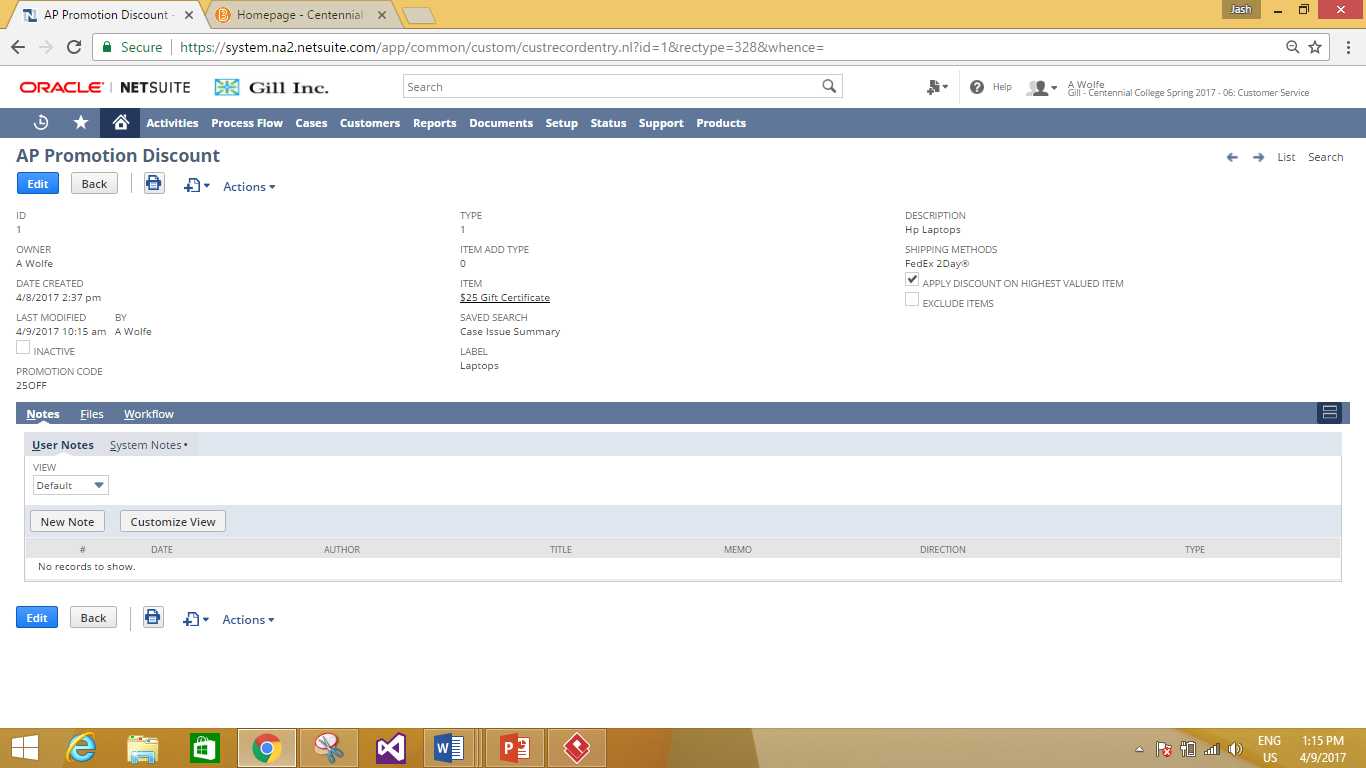 AP Promotion Discount -
Homepage - Centennial
Jash
Secure https://system.na2.netsuite.com/app/common/custom/custrecordentry.nl?id=1&rectype=328&whence=
ORACLE | NETSUITE Gill Inc.
Search
Help
A Wolfe
Gill - Centennial College Spring 2017 - 06: Customer Service
Activities Process Flow Cases Customers Reports Documents Setup Status Support Products
AP Promotion Discount
List Search
Edit Back Actions
ID
1
OWNER
A Wolfe
DATE CREATED
4/8/2017 2:37 pm
LAST MODIFIED BY
4/9/2017 10:15 am A Wolfe
INACTIVE
PROMOTION CODE
25OFF
TYPE
1
ITEM ADD TYPE
0
ITEM
$25 Gift Certificate
SAVED SEARCH
Case Issue Summary
LABEL
Laptops
DESCRIPTION
Hp Laptops
SHIPPING METHODS
FedEx 2Day®
APPLY DISCOUNT ON HIGHEST VALUED ITEM
EXCLUDE ITEMS
Notes Files Workflow
User Notes System Notes •
VIEW
Default
New Note Customize View
# DATE AUTHOR TITLE MEMO DIRECTION TYPE
No records to show.
Edit Back Actions
ENG 1:15 PM
US 4/9/2017